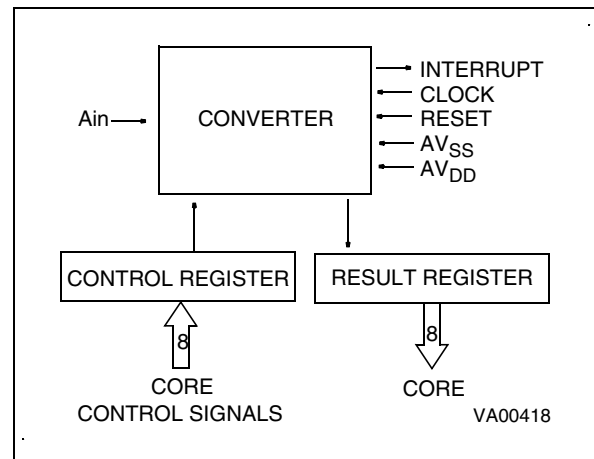 INTERRUPT
CLOCK
Ain
CONVERTER
RESET
AVSS
AVDD
CONTROL REGISTER
RESULT REGISTER
8
8
CORE
CONTROL SIGNALS
CORE
VA00418